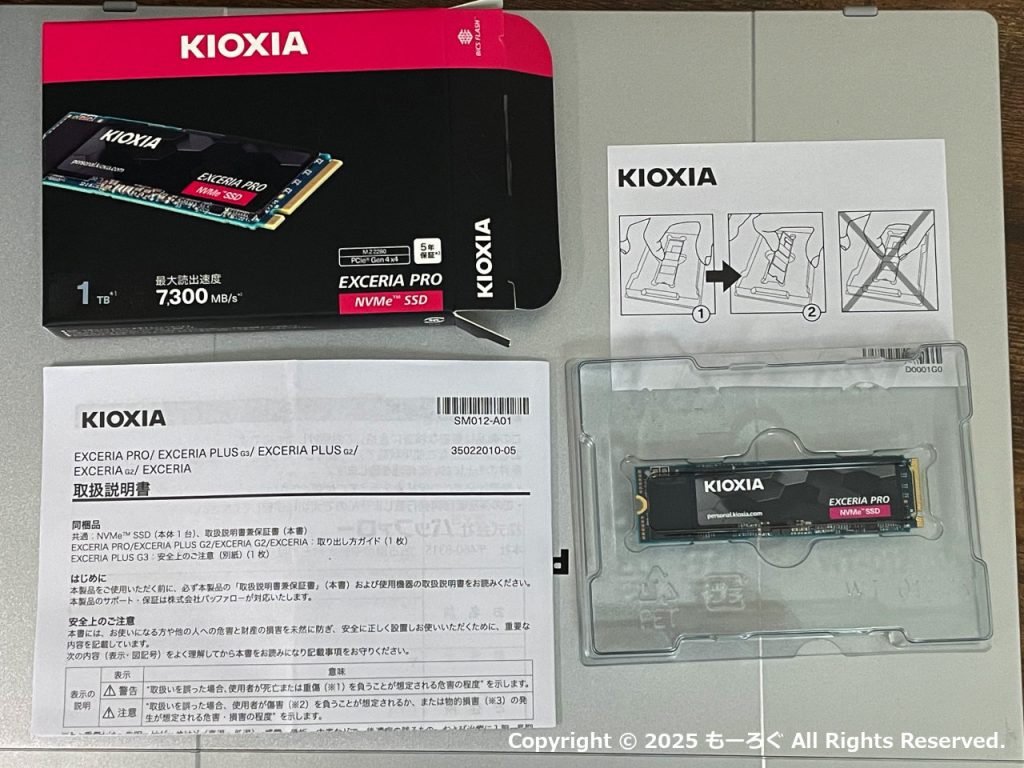 KIOXIA
BiCS FLASH™
KIOXIA
personal.kioxia.com
EXCERIA PRO
NVMe™ SSD
M.2 2280
PCIe® Gen 4 x4
5年
保証*³
1 TB*¹
最大読出速度
7,300 MB/s*²
EXCERIA PRO
NVMe™ SSD
KIOXIA
KIOXIA
1
2
D0001G0
KIOXIA
SM012-A01
EXCERIA PRO/ EXCERIA PLUS G3/ EXCERIA PLUS G2/
EXCERIA G2/ EXCERIA
35022010-05
取扱説明書
同梱品
共通：NVMe™ SSD（本体1台）、取扱説明書兼保証書（本書）
EXCERIA PRO/EXCERIA PLUS G2/EXCERIA G2/EXCERIA：取り出し方ガイド（1枚）
EXCERIA PLUS G3：安全上のご注意（別紙）（1枚）
はじめに
本製品をご使用いただく前に、必ず本製品の「取扱説明書兼保証書」（本書）および使用機器の取扱説明書をお読みください。
本製品のサポート・保証は株式会社バッファローが対応いたします。
安全上のご注意
本書には、お使いになる方や他の人への危害と財産の損害を未然に防ぎ、安全に正しく設置しお使いいただくために、重要な
内容を記載しています。
次の内容（表示・図記号）をよく理解してから本書をお読みになり記載事項をお守りください。
表示の
説明
表示
意味
警告
"取扱いを誤った場合、使用者が死亡または重傷（※1）を負うことが想定される危害の程度"を示します。
注意
"取扱いを誤った場合、使用者が傷害（※2）を負うことが想定されるか、または物的損害（※3）の発
生が想定される危害・損害の程度"を示します。
KIOXIA
personal.kioxia.com
EXCERIA PRO
NVMe™ SSD
PET
Copyright © 2025 もーろぐ All Rights Reserved.